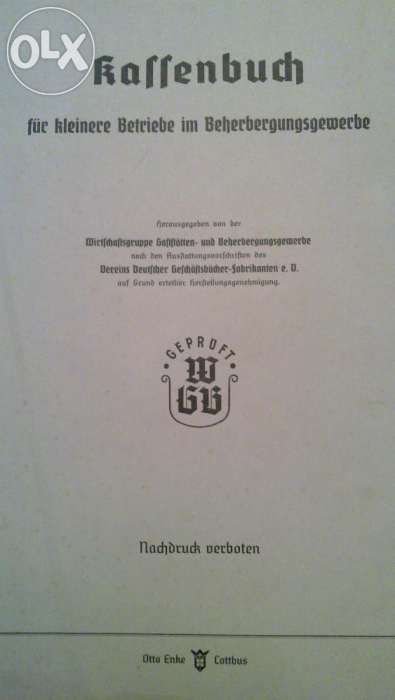 OLX
Kassenbuch
für kleinere Betriebe im Beherbergungsgewerbe
Herausgegeben von der
Wirtschaftsgruppe Gaststätten- und Beherbergungsgewerbe
nach den Ausstattungsvorschriften des
Vereins Deutscher Geschäftsbücher-Fabrikanten e. V.
auf Grund erteilter Herstellungsgenehmigung.
GEPRÜFT
W
GB
Nachdruck verboten
Otto Enke Cottbus